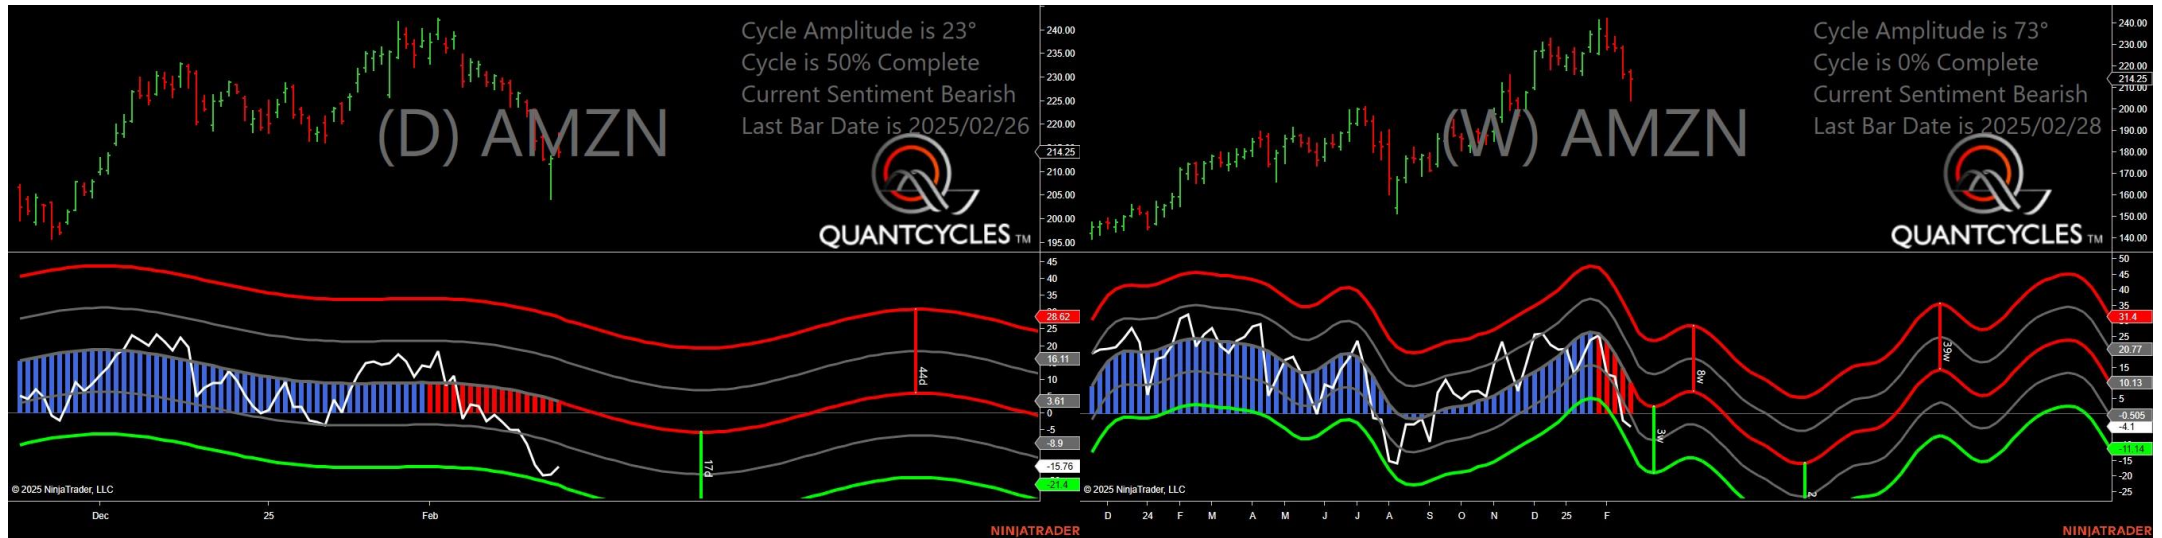 Cycle Amplitude is 23°
Cycle is 50% Complete
Current Sentiment Bearish
Last Bar Date is 2025/02/26
(D) AMZN
QUANTCYCLES TM
240.00
235.00
230.00
225.00
220.00
214.25
210.00
205.00
200.00
195.00
45
40
35
28.62
25
20
16.11
10
3.61
0
-5
-8.9
-15.76
-21.4
44d
17d
© 2025 NinjaTrader, LLC
Dec
25
Feb
NINJATRADER
Cycle Amplitude is 73°
Cycle is 0% Complete
Current Sentiment Bearish
Last Bar Date is 2025/02/28
(W) AMZN
QUANTCYCLES TM
240.00
230.00
220.00
214.25
210.00
200.00
190.00
180.00
170.00
160.00
150.00
140.00
50
45
40
35
31.4
25
20.77
15
10.13
5
-0.505
-4.1
-11.14
-15
-20
-25
8w
3w
39w
2
© 2025 NinjaTrader, LLC
D 24 F M A M J J A S O N D 25 F
NINJATRADER